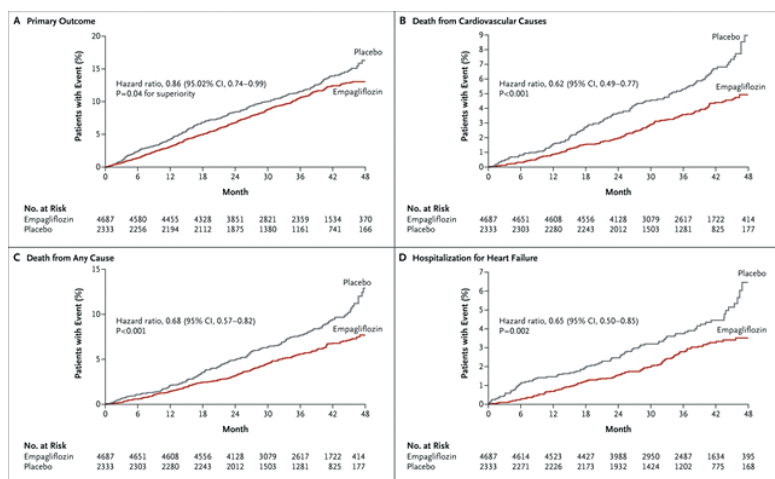 A Primary Outcome
20
15
10
5
0
Patients with Event (%)
Placebo
Hazard ratio, 0.86 (95.02% CI, 0.74–0.99)
P=0.04 for superiority
Empagliflozin
0 6 12 18 24 30 36 42 48
Month
No. at Risk
Empagliflozin 4687 4580 4455 4328 3851 2821 2359 1534 370
Placebo 2333 2256 2194 2112 1875 1380 1161 741 166
B Death from Cardiovascular Causes
9
8
7
6
5
4
3
2
1
0
Patients with Event (%)
Placebo
Hazard ratio, 0.62 (95% CI, 0.49–0.77)
P<0.001
Empagliflozin
0 6 12 18 24 30 36 42 48
Month
No. at Risk
Empagliflozin 4687 4651 4608 4556 4128 3079 2617 1722 414
Placebo 2333 2303 2280 2243 2012 1503 1281 825 177
C Death from Any Cause
15
10
5
0
Patients with Event (%)
Placebo
Hazard ratio, 0.68 (95% CI, 0.57–0.82)
P<0.001
Empagliflozin
0 6 12 18 24 30 36 42 48
Month
No. at Risk
Empagliflozin 4687 4651 4608 4556 4128 3079 2617 1722 414
Placebo 2333 2303 2280 2243 2012 1503 1281 825 177
D Hospitalization for Heart Failure
7
6
5
4
3
2
1
0
Patients with Event (%)
Placebo
Hazard ratio, 0.65 (95% CI, 0.50–0.85)
P=0.002
Empagliflozin
0 6 12 18 24 30 36 42 48
Month
No. at Risk
Empagliflozin 4687 4614 4523 4427 3988 2950 2487 1634 395
Placebo 2333 2271 2226 2173 1932 1424 1202 775 168